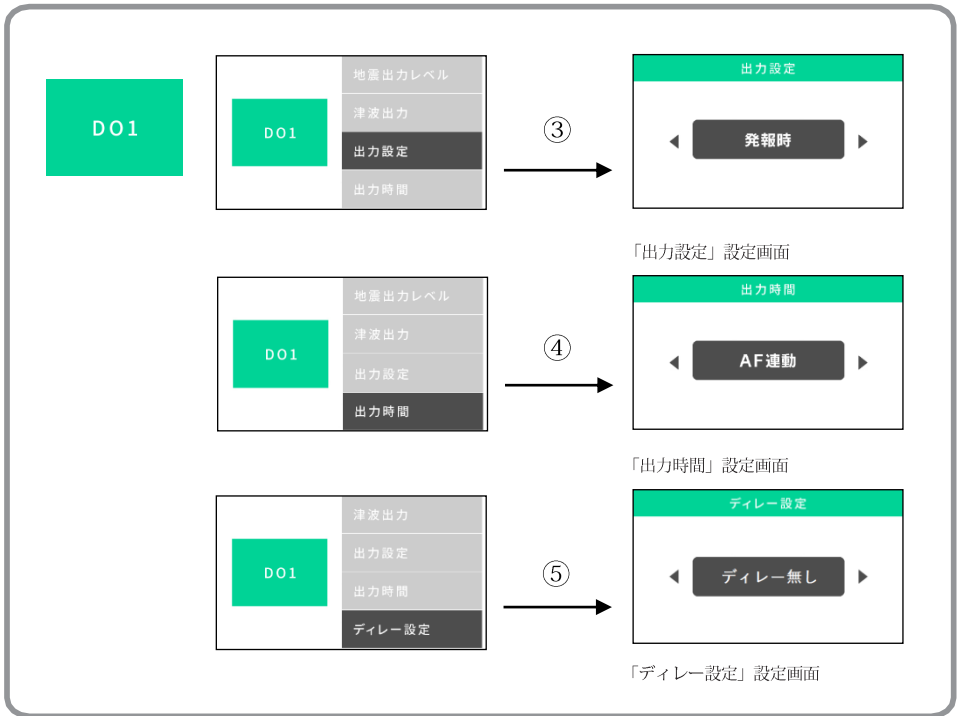 DO1
DO1
地震出力レベル
津波出力
出力設定
出力時間
③
出力設定
発報時
「出力設定」設定画面
DO1
地震出力レベル
津波出力
出力設定
出力時間
④
出力時間
AF連動
「出力時間」設定画面
DO1
津波出力
出力設定
出力時間
ディレー設定
⑤
ディレー設定
ディレー無し
「ディレー設定」設定画面